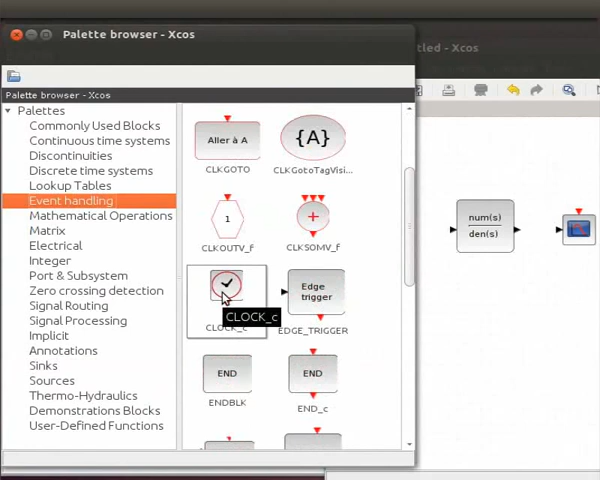 Palette browser - Xcos
tled - Xcos
Palette browser - Xcos
Palettes
Commonly Used Blocks
Continuous time systems
Discontinuities
Discrete time systems
Lookup Tables
Event handling
Mathematical Operations
Matrix
Electrical
Integer
Port & Subsystem
Zero crossing detection
Signal Routing
Signal Processing
Implicit
Annotations
Sinks
Sources
Thermo-Hydraulics
Demonstrations Blocks
User-Defined Functions
Aller à A
{A}
CLKGOTO
CLKGotoTagVisi...
1
+
CLKOUTV_f
CLKSOMV_f
Edge
trigger
CLOCK_c
CLOCK_c
EDGE_TRIGGER
END
END
ENDBLK
END_c
num(s)
den(s)